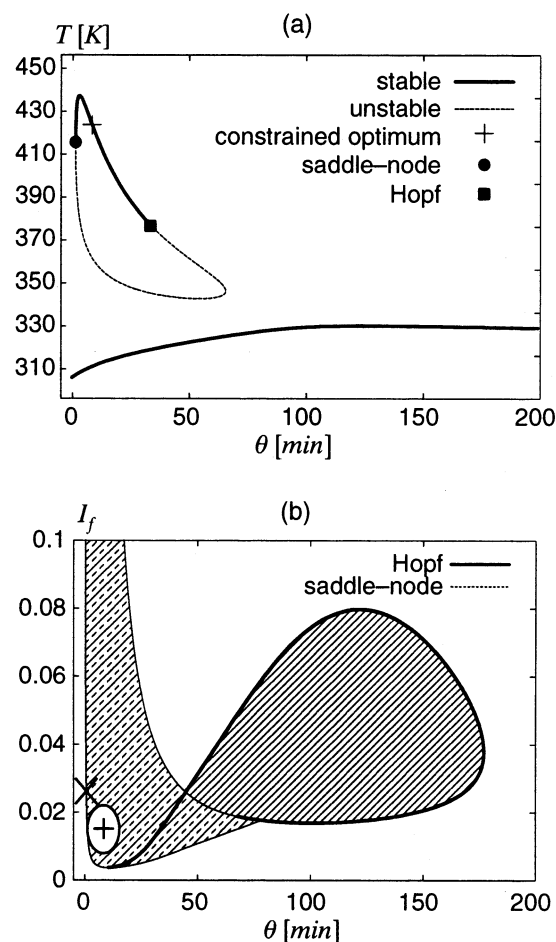 (a)
T [K]
450
430
410
390
370
350
330
310
stable
unstable
constrained optimum
saddle–node
Hopf
0
50
100
150
200
θ [min]
(b)
I_f
0.1
0.08
0.06
0.04
0.02
0
Hopf
saddle–node
0
50
100
150
200
θ [min]